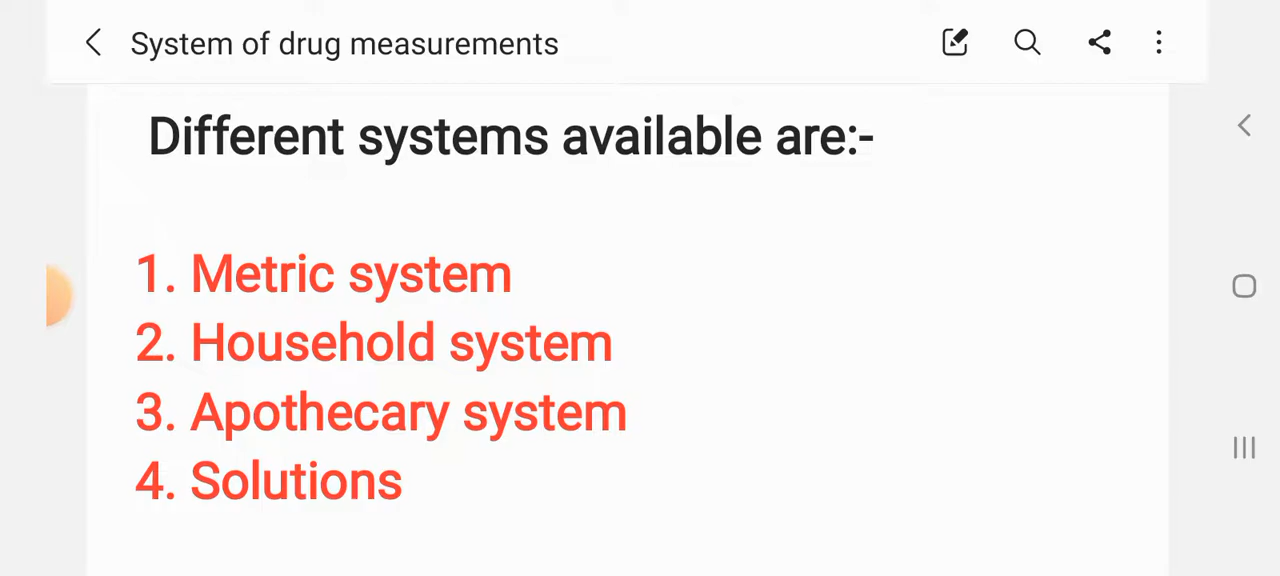 System of drug measurements
Different systems available are:-
1. Metric system
2. Household system
3. Apothecary system
4. Solutions